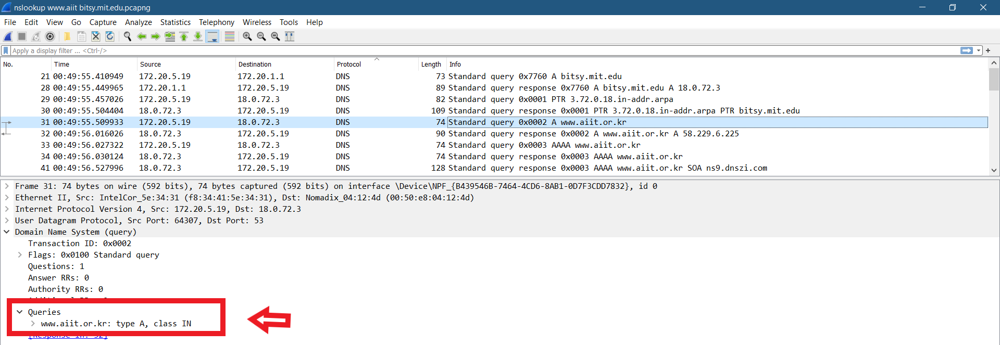 nslookup www.aiit bitsy.mit.edu.pcapng
File Edit View Go Capture Analyze Statistics Telephony Wireless Tools Help
Apply a display filter ... <Ctrl-/>
No. Time Source Destination Protocol Length Info
21 00:49:55.410949 172.20.5.19 172.20.1.1 DNS 73 Standard query 0x7760 A bitsy.mit.edu
28 00:49:55.449965 172.20.1.1 172.20.5.19 DNS 89 Standard query response 0x7760 A bitsy.mit.edu A 18.0.72.3
29 00:49:55.457026 172.20.5.19 18.0.72.3 DNS 82 Standard query 0x0001 PTR 3.72.0.18.in-addr.arpa
30 00:49:55.504404 18.0.72.3 172.20.5.19 DNS 109 Standard query response 0x0001 PTR 3.72.0.18.in-addr.arpa PTR bitsy.mit.edu
31 00:49:55.509933 172.20.5.19 18.0.72.3 DNS 74 Standard query 0x0002 A www.aiit.or.kr
32 00:49:56.016026 18.0.72.3 172.20.5.19 DNS 90 Standard query response 0x0002 A www.aiit.or.kr A 58.229.6.225
33 00:49:56.027322 172.20.5.19 18.0.72.3 DNS 74 Standard query 0x0003 AAAA www.aiit.or.kr
34 00:49:56.030124 18.0.72.3 172.20.5.19 DNS 74 Standard query response 0x0003 AAAA www.aiit.or.kr
41 00:49:56.527996 18.0.72.3 172.20.5.19 DNS 128 Standard query response 0x0003 AAAA www.aiit.or.kr SOA ns9.dnszi.com
Frame 31: 74 bytes on wire (592 bits), 74 bytes captured (592 bits) on interface \Device\NPF_{B439546B-7464-4CD6-8AB1-0D7F3CDD7832}, id 0
Ethernet II, Src: IntelCor_5e:34:31 (f8:34:41:5e:34:31), Dst: Nomadix_04:12:4d (00:50:e8:04:12:4d)
Internet Protocol Version 4, Src: 172.20.5.19, Dst: 18.0.72.3
User Datagram Protocol, Src Port: 64307, Dst Port: 53
Domain Name System (query)
Transaction ID: 0x0002
Flags: 0x0100 Standard query
Questions: 1
Answer RRs: 0
Authority RRs: 0
Queries
www.aiit.or.kr: type A, class IN